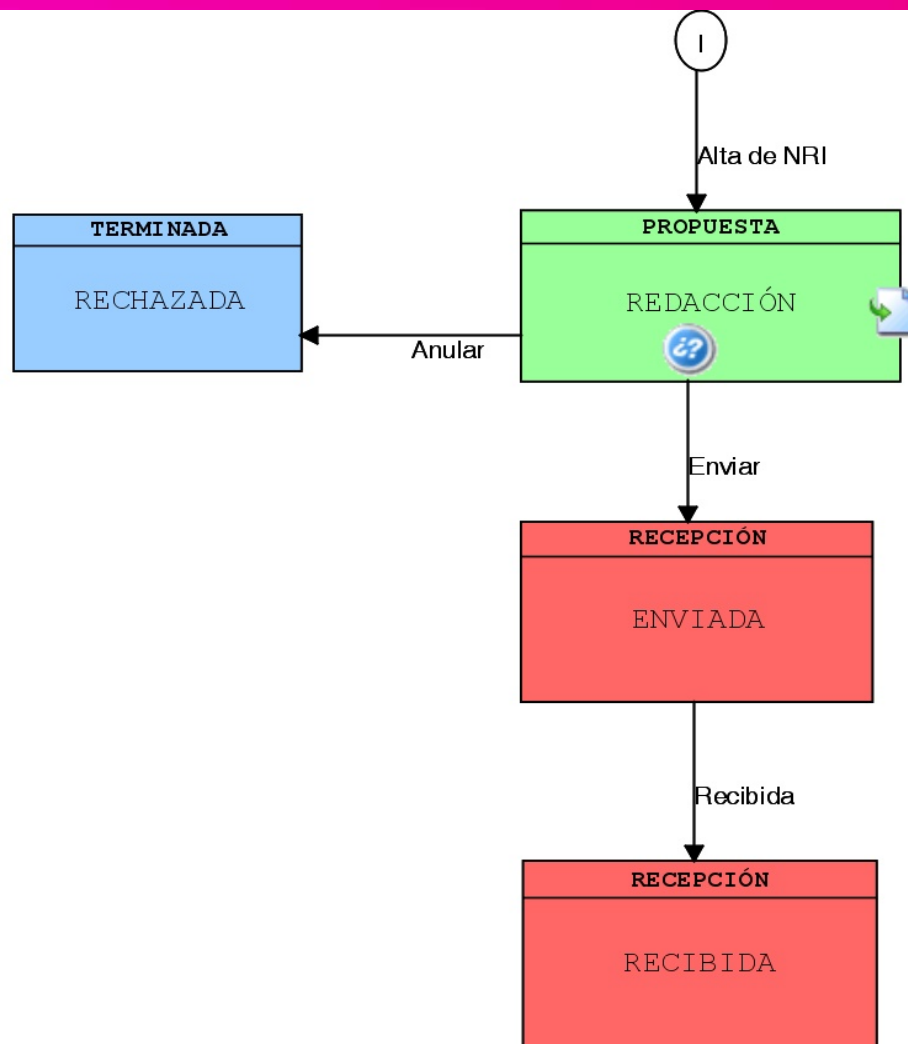 I
Alta de NRI
TERMINADA
RECHAZADA
PROPUESTA
REDACCIÓN
¿?
Anular
Enviar
RECEPCIÓN
ENVIADA
Recibida
RECEPCIÓN
RECIBIDA